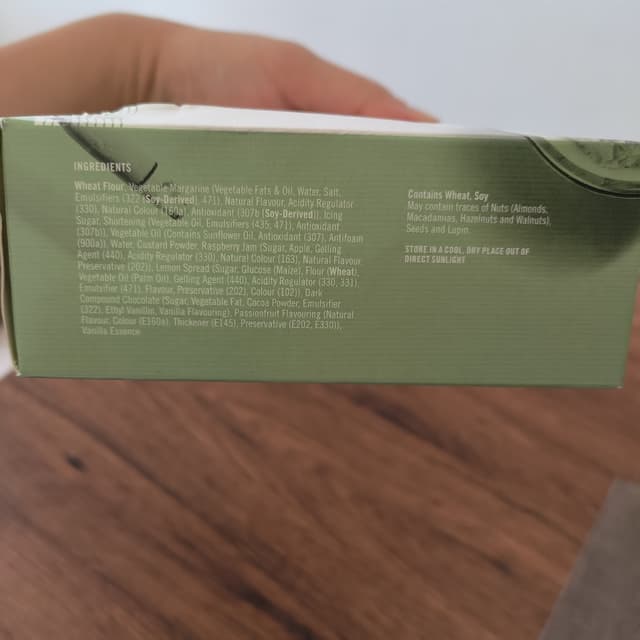 INGREDIENTS
Wheat Flour, Vegetable Margarine (Vegetable Fats & Oil, Water, Salt,
Emulsifiers (322 (Soy-Derived), 471), Natural Flavour, Acidity Regulator
(330), Natural Colour Antioxidant (307b (Soy-Derived)), Icing
Sugar, Vegetable Oil, Emulsifiers (435, 471), Antioxidant
(307b)), Vegetable Oil Sunflower Oil, Antioxidant (307), Antifoam
(900a)), Water, Custard Powder, Raspberry Jam (Sugar, Apple, Gelling
Agent (440), Acidity Regulator (330), Natural Colour (163), Natural Flavour
Preservative (202)), Lemon Spread (Sugar, Glucose (Maize), Flour (Wheat),
Vegetable Oil (Palm Oil), Gelling Agent (440), Acidity Regulator (330, 331),
Emulsifier (471), Flavour, Preservative (202), Colour (102)), Dark
Compound Chocolate (Sugar, Vegetable Fat, Cocoa Powder, Emulsifier
(322), Ethyl Vanillin, Vanilla Flavouring), Passionfruit Flavouring (Natural
Flavour, Colour (E160a), Thickener (E145), Preservative (E202, E330)),
Vanilla Essence
Contains Wheat, Soy
May contain traces of Nuts (Almonds,
Macadamias, Hazelnuts and Walnuts),
Seeds and Lupin.
STORE IN A COOL, DRY PLACE OUT OF
DIRECT SUNLIGHT